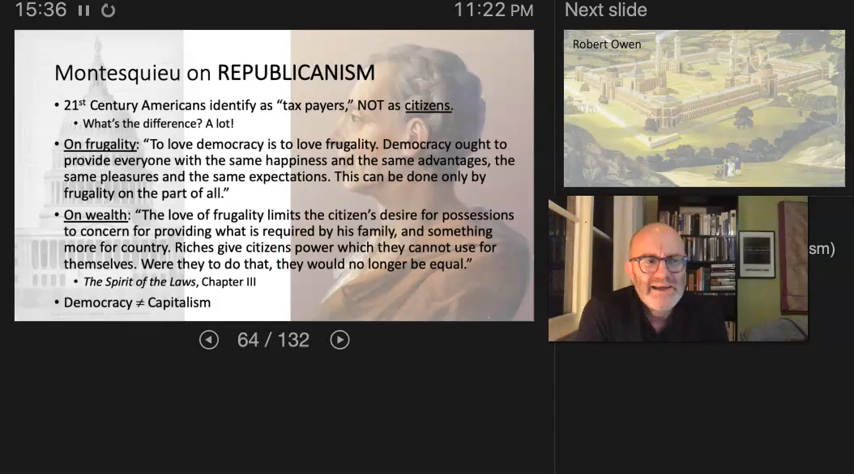 15:36
11:22 PM
Next slide
Montesquieu on REPUBLICANISM
• 21st Century Americans identify as “tax payers,” NOT as citizens.
• What’s the difference? A lot!
• On frugality: “To love democracy is to love frugality. Democracy ought to
provide everyone with the same happiness and the same advantages, the
same pleasures and the same expectations. This can be done only by
frugality on the part of all.”
• On wealth: “The love of frugality limits the citizen’s desire for possessions
to concern for providing what is required by his family, and something
more for country. Riches give citizens power which they cannot use for
themselves. Were they to do that, they would no longer be equal.”
• The Spirit of the Laws, Chapter III
• Democracy ≠ Capitalism
64 / 132
Robert Owen
sm)